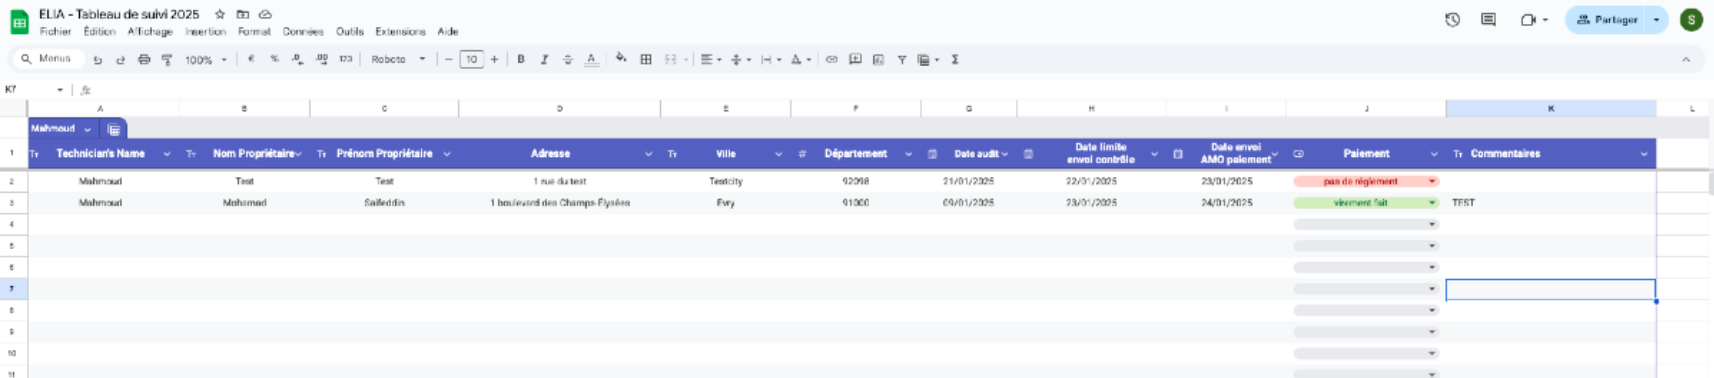 ELIA - Tableau de suivi 2025
Fichier Édition Affichage Insertion Format Données Outils Extensions Aide
Partager
S
Menus 100% € % .0 .00 123 Roboto 10 B I A Σ
K7 fx
A B C D E F G H I J K L
Mahmoud
1 Technician's Name Nom Propriétaire Prénom Propriétaire Adresse Ville Département Date audit Date limite envoi contrôle Date envoi AMO paiement Paiement Commentaires
2 Mahmoud Test Test 1 rue du test Testcity 92098 21/01/2025 22/01/2025 23/01/2025 pas de réglement
3 Mahmoud Mohamed Saifeddin 1 boulevard des Champs-Élysées Evry 91000 09/01/2025 23/01/2025 24/01/2025 virement fait TEST
4
5
6
7
8
9
10
11